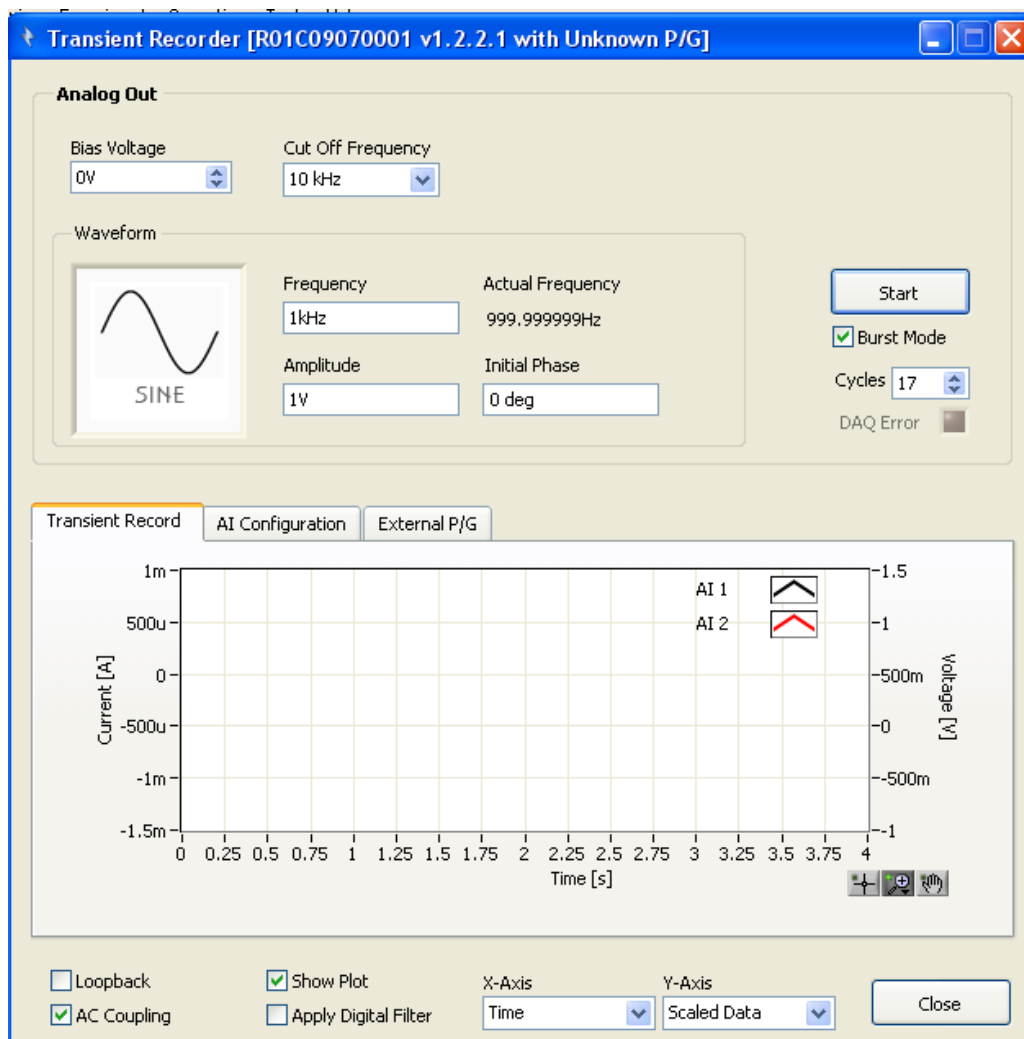 Transient Recorder [R01C09070001 v1.2.2.1 with Unknown P/G]
Analog Out
Bias Voltage Cut Off Frequency
0V 10 kHz
Waveform
Frequency Actual Frequency
1kHz 999.999999Hz
Start
Burst Mode
Amplitude Initial Phase
SINE 1V 0 deg
Cycles 17
DAQ Error
Transient Record AI Configuration External P/G
1m 1.5
AI 1
500u AI 2 1
Current [A] 0 500m Voltage [V]
-500u 0
-1m -500m
-1.5m -1
0 0.25 0.5 0.75 1 1.25 1.5 1.75 2 2.25 2.5 2.75 3 3.25 3.5 3.75 4
Time [s]
Loopback Show Plot X-Axis Y-Axis
AC Coupling Apply Digital Filter Time Scaled Data Close